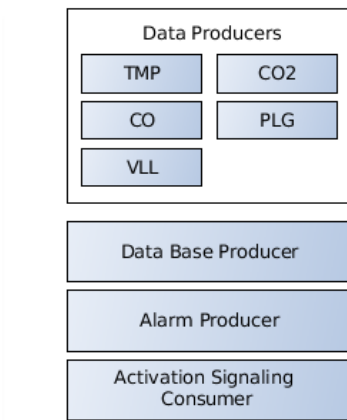 Data Producers
TMP CO2
CO PLG
VLL
Data Base Producer
Alarm Producer
Activation Signaling
Consumer